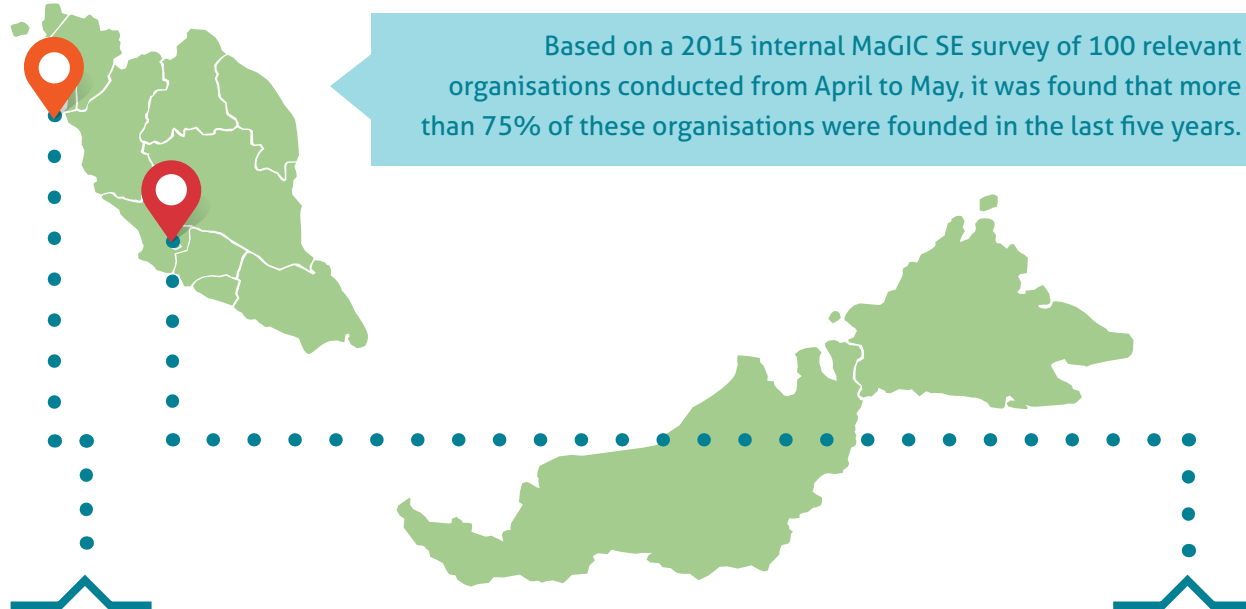 Based on a 2015 internal MaGIC SE survey of 100 relevant
organisations conducted from April to May, it was found that more
than 75% of these organisations were founded in the last five years.